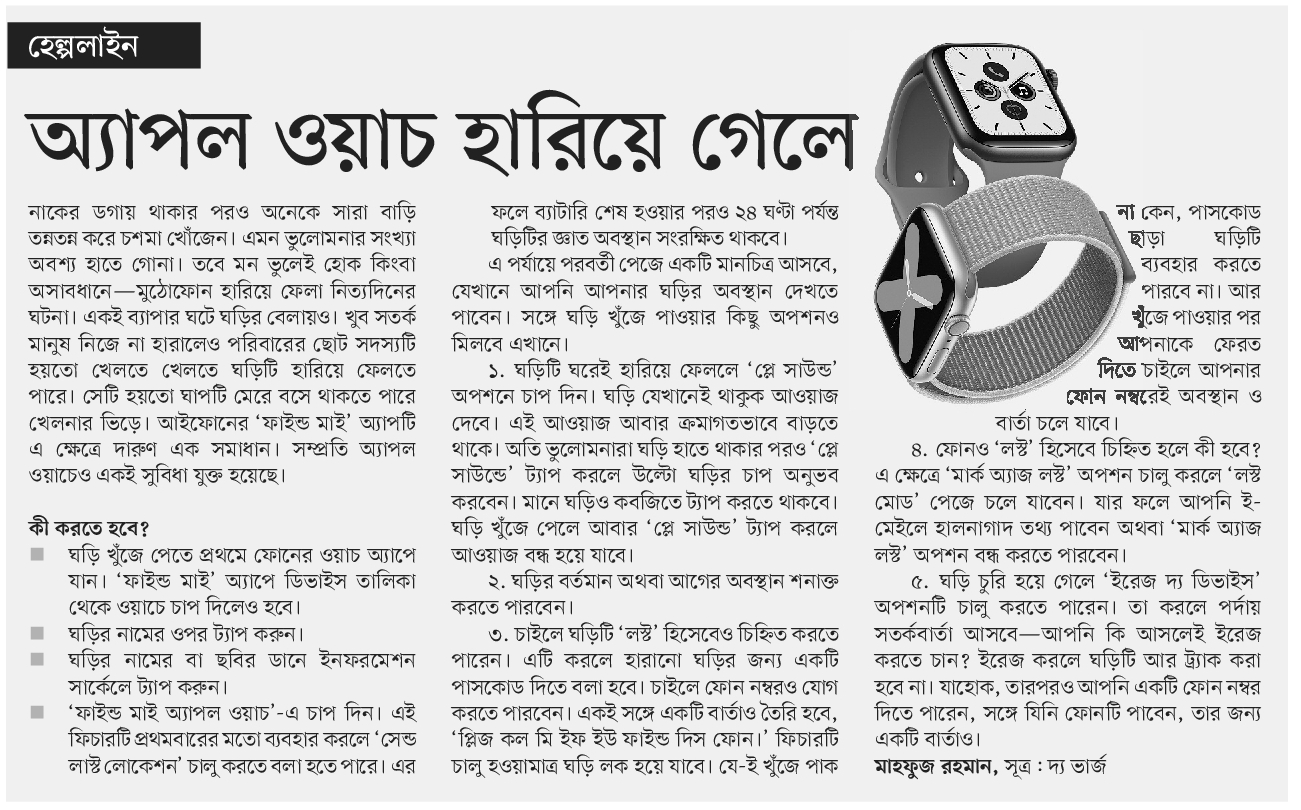 হেল্পলাইন
অ্যাপল ওয়াচ হারিয়ে গেলে
নাকের ডগায় থাকার পরও অনেকে সারা বাড়ি
তন্নতন্ন করে চশমা খোঁজেন। এমন ভুলোমনার সংখ্যা
অবশ্য হাতে গোনা। তবে মন ভুলেই হোক কিংবা
অসাবধানে—মুঠোফোন হারিয়ে ফেলা নিত্যদিনের
ঘটনা। একই ব্যাপার ঘটে ঘড়ির বেলায়ও। খুব সতর্ক
মানুষ নিজে না হারালেও পরিবারের ছোট সদস্যটি
হয়তো খেলতে খেলতে ঘড়িটি হারিয়ে ফেলতে
পারে। সেটি হয়তো ঘাপটি মেরে বসে থাকতে পারে
খেলনার ভিড়ে। আইফোনের ‘ফাইন্ড মাই’ অ্যাপটি
এ ক্ষেত্রে দারুণ এক সমাধান। সম্প্রতি অ্যাপল
ওয়াচেও একই সুবিধা যুক্ত হয়েছে।
কী করতে হবে?
ঘড়ি খুঁজে পেতে প্রথমে ফোনের ওয়াচ অ্যাপে
যান। ‘ফাইন্ড মাই’ অ্যাপে ডিভাইস তালিকা
থেকে ওয়াচে চাপ দিলেও হবে।
ঘড়ির নামের ওপর ট্যাপ করুন।
ঘড়ির নামের বা ছবির ডানে ইনফরমেশন
সার্কেলে ট্যাপ করুন।
‘ফাইন্ড মাই অ্যাপল ওয়াচ’-এ চাপ দিন। এই
ফিচারটি প্রথমবারের মতো ব্যবহার করলে ‘সেন্ড
লাস্ট লোকেশন’ চালু করতে বলা হতে পারে। এর
ফলে ব্যাটারি শেষ হওয়ার পরও ২৪ ঘণ্টা পর্যন্ত
ঘড়িটির জ্ঞাত অবস্থান সংরক্ষিত থাকবে।
এ পর্যায়ে পরবর্তী পেজে একটি মানচিত্র আসবে,
যেখানে আপনি আপনার ঘড়ির অবস্থান দেখতে
পাবেন। সঙ্গে ঘড়ি খুঁজে পাওয়ার কিছু অপশনও
মিলবে এখানে।
১. ঘড়িটি ঘরেই হারিয়ে ফেললে ‘প্লে সাউন্ড’
অপশনে চাপ দিন। ঘড়ি যেখানেই থাকুক আওয়াজ
দেবে। এই আওয়াজ আবার ক্রমাগতভাবে বাড়তে
থাকে। অতি ভুলোমনারা ঘড়ি হাতে থাকার পরও ‘প্লে
সাউন্ডে’ ট্যাপ করলে উল্টো ঘড়ির চাপ অনুভব
করবেন। মানে ঘড়িও কবজিতে ট্যাপ করতে থাকবে।
ঘড়ি খুঁজে পেলে আবার ‘প্লে সাউন্ড’ ট্যাপ করলে
আওয়াজ বন্ধ হয়ে যাবে।
২. ঘড়ির বর্তমান অথবা আগের অবস্থান শনাক্ত
করতে পারবেন।
৩. চাইলে ঘড়িটি ‘লস্ট’ হিসেবেও চিহ্নিত করতে
পারেন। এটি করলে হারানো ঘড়ির জন্য একটি
পাসকোড দিতে বলা হবে। চাইলে ফোন নম্বরও যোগ
করতে পারবেন। একই সঙ্গে একটি বার্তাও তৈরি হবে,
‘প্লিজ কল মি ইফ ইউ ফাইন্ড দিস ফোন।’ ফিচারটি
চালু হওয়ামাত্র ঘড়ি লক হয়ে যাবে। যে-ই খুঁজে পাক
না কেন, পাসকোড
ছাড়া ঘড়িটি
ব্যবহার করতে
পারবে না। আর
খুঁজে পাওয়ার পর
আপনাকে ফেরত
দিতে চাইলে আপনার
ফোন নম্বরেই অবস্থান ও
বার্তা চলে যাবে।
৪. ফোনও ‘লস্ট’ হিসেবে চিহ্নিত হলে কী হবে?
এ ক্ষেত্রে ‘মার্ক অ্যাজ লস্ট’ অপশন চালু করলে ‘লস্ট
মোড’ পেজে চলে যাবেন। যার ফলে আপনি ই-
মেইলে হালনাগাদ তথ্য পাবেন অথবা ‘মার্ক অ্যাজ
লস্ট’ অপশন বন্ধ করতে পারবেন।
৫. ঘড়ি চুরি হয়ে গেলে ‘ইরেজ দ্য ডিভাইস’
অপশনটি চালু করতে পারেন। তা করলে পর্দায়
সতর্কবার্তা আসবে—আপনি কি আসলেই ইরেজ
করতে চান? ইরেজ করলে ঘড়িটি আর ট্র্যাক করা
হবে না। যাহোক, তারপরও আপনি একটি ফোন নম্বর
দিতে পারেন, সঙ্গে যিনি ফোনটি পাবেন, তার জন্য
একটি বার্তাও।
মাহফুজ রহমান, সূত্র : দ্য ভার্জ